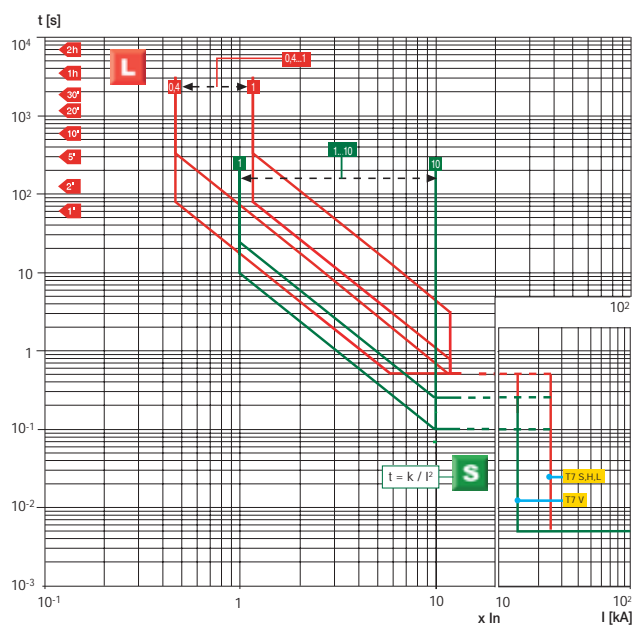 t [s]
10⁴
2h
L
0,4...1
1h
30'
0,4
1
20'
10³
10'
1...10
5'
1
10
2'
10²
1'
10
10²
1
10⁻¹
t = k / I²
S
T7 S,H,L
T7 V
10⁻²
10⁻³
10⁻¹
1
10
10
10²
x In
I [kA]